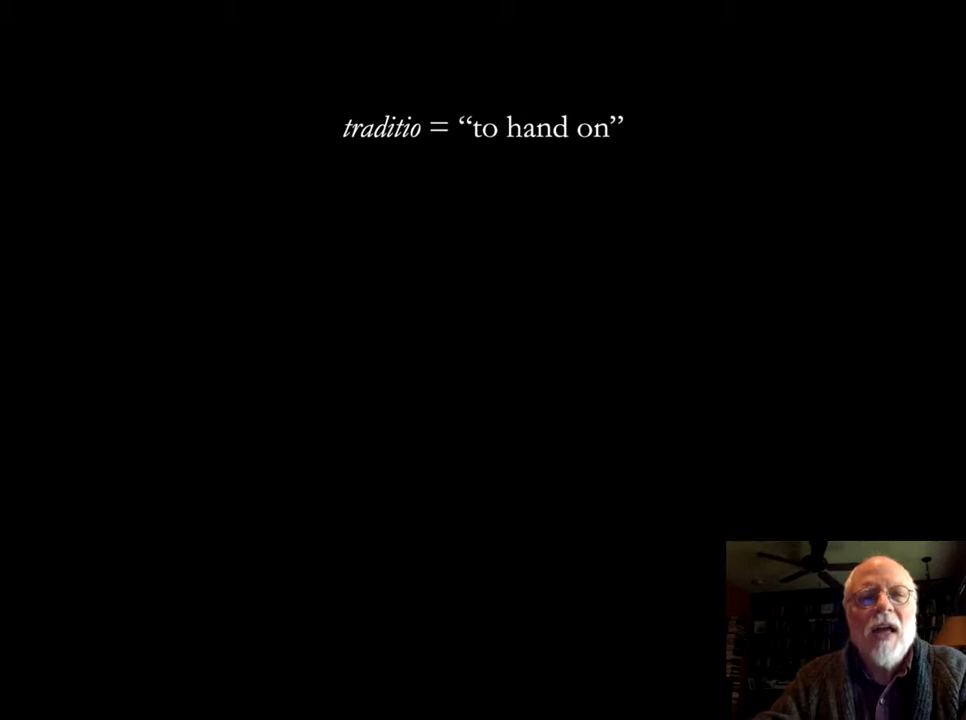 traditio = “to hand on”